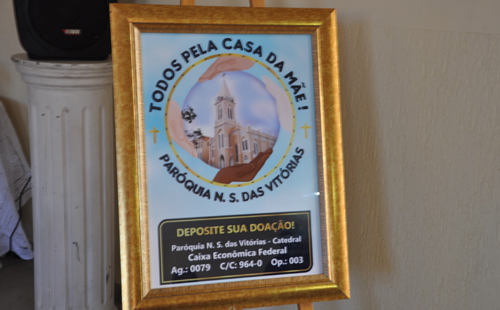 TODOS PELA CASA DA MÃE!
PARÓQUIA N. S. DAS VITÓRIAS
DEPOSITE SUA DOAÇÃO!
Paróquia N. S. das Vitórias - Catedral
Caixa Econômica Federal
Ag.: 0079 C/C: 964-0 Op.: 003